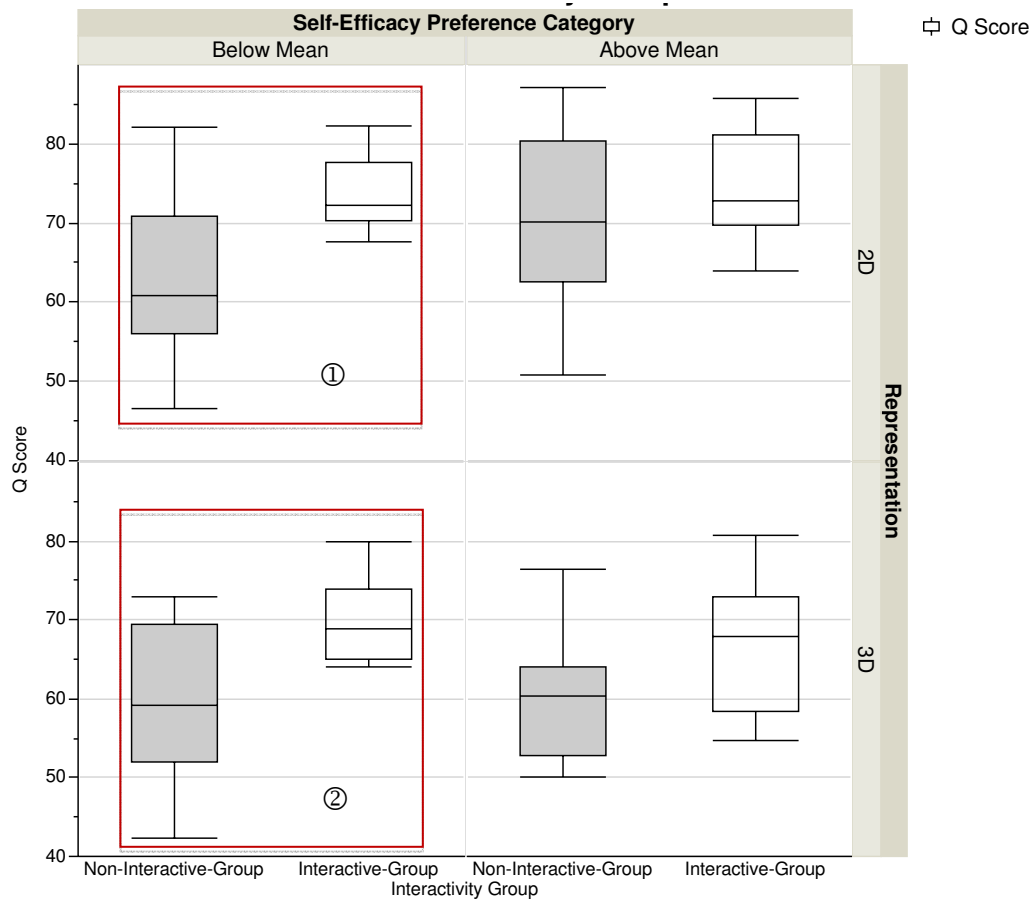 Self-Efficacy Preference Category
Below Mean
Above Mean
Q Score
80
70
60
50
40
①
2D
Q Score
Representation
80
70
60
50
40
②
3D
Non-Interactive-Group
Interactive-Group
Non-Interactive-Group
Interactive-Group
Interactivity Group